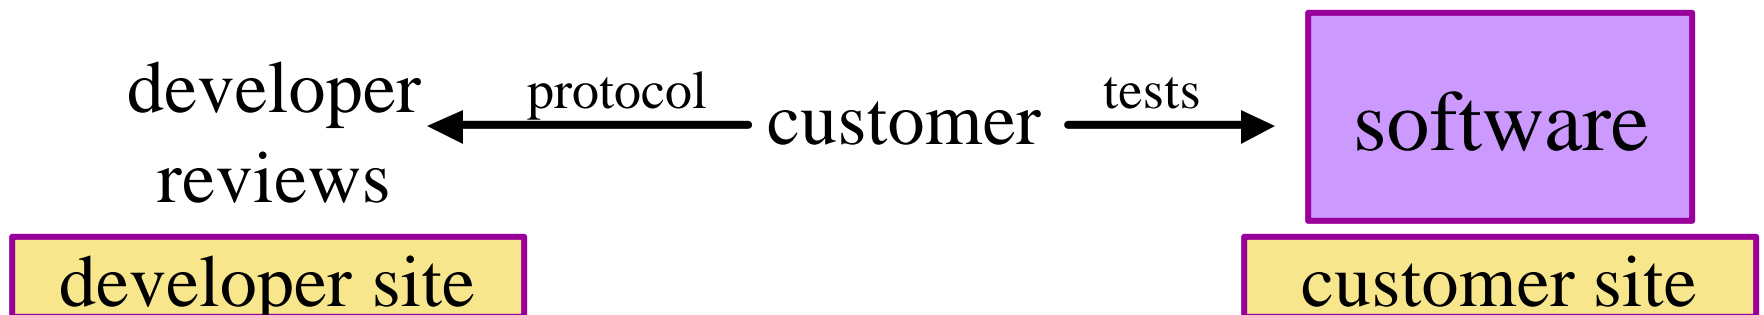 developer
reviews
protocol
customer
tests
software
developer site
customer site